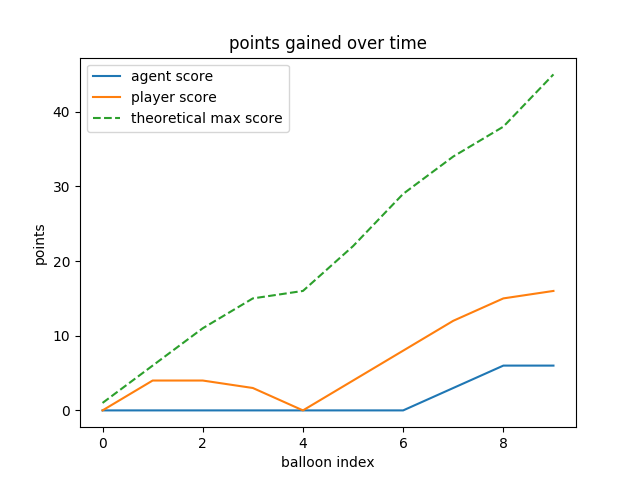 points gained over time
agent score
player score
theoretical max score
points
40
30
20
10
0
0 2 4 6 8
balloon index